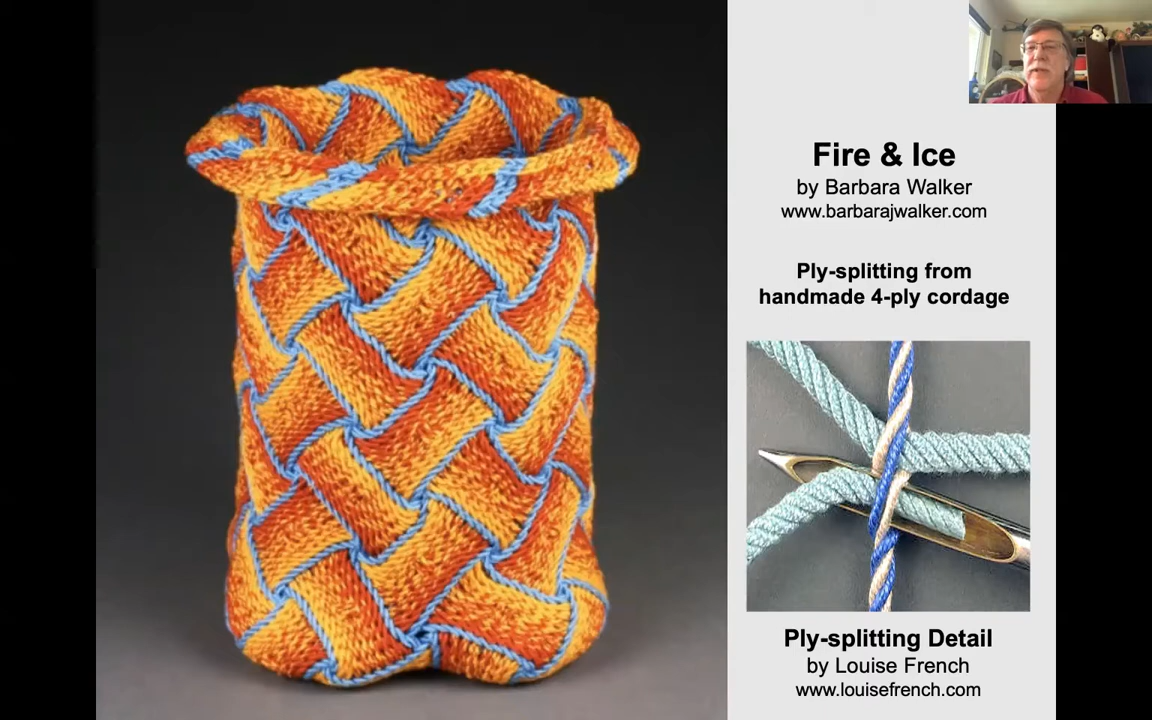 Fire & Ice
by Barbara Walker
www.barbarajwalker.com
Ply-splitting from
handmade 4-ply cordage
Ply-splitting Detail
by Louise French
www.louisefrench.com